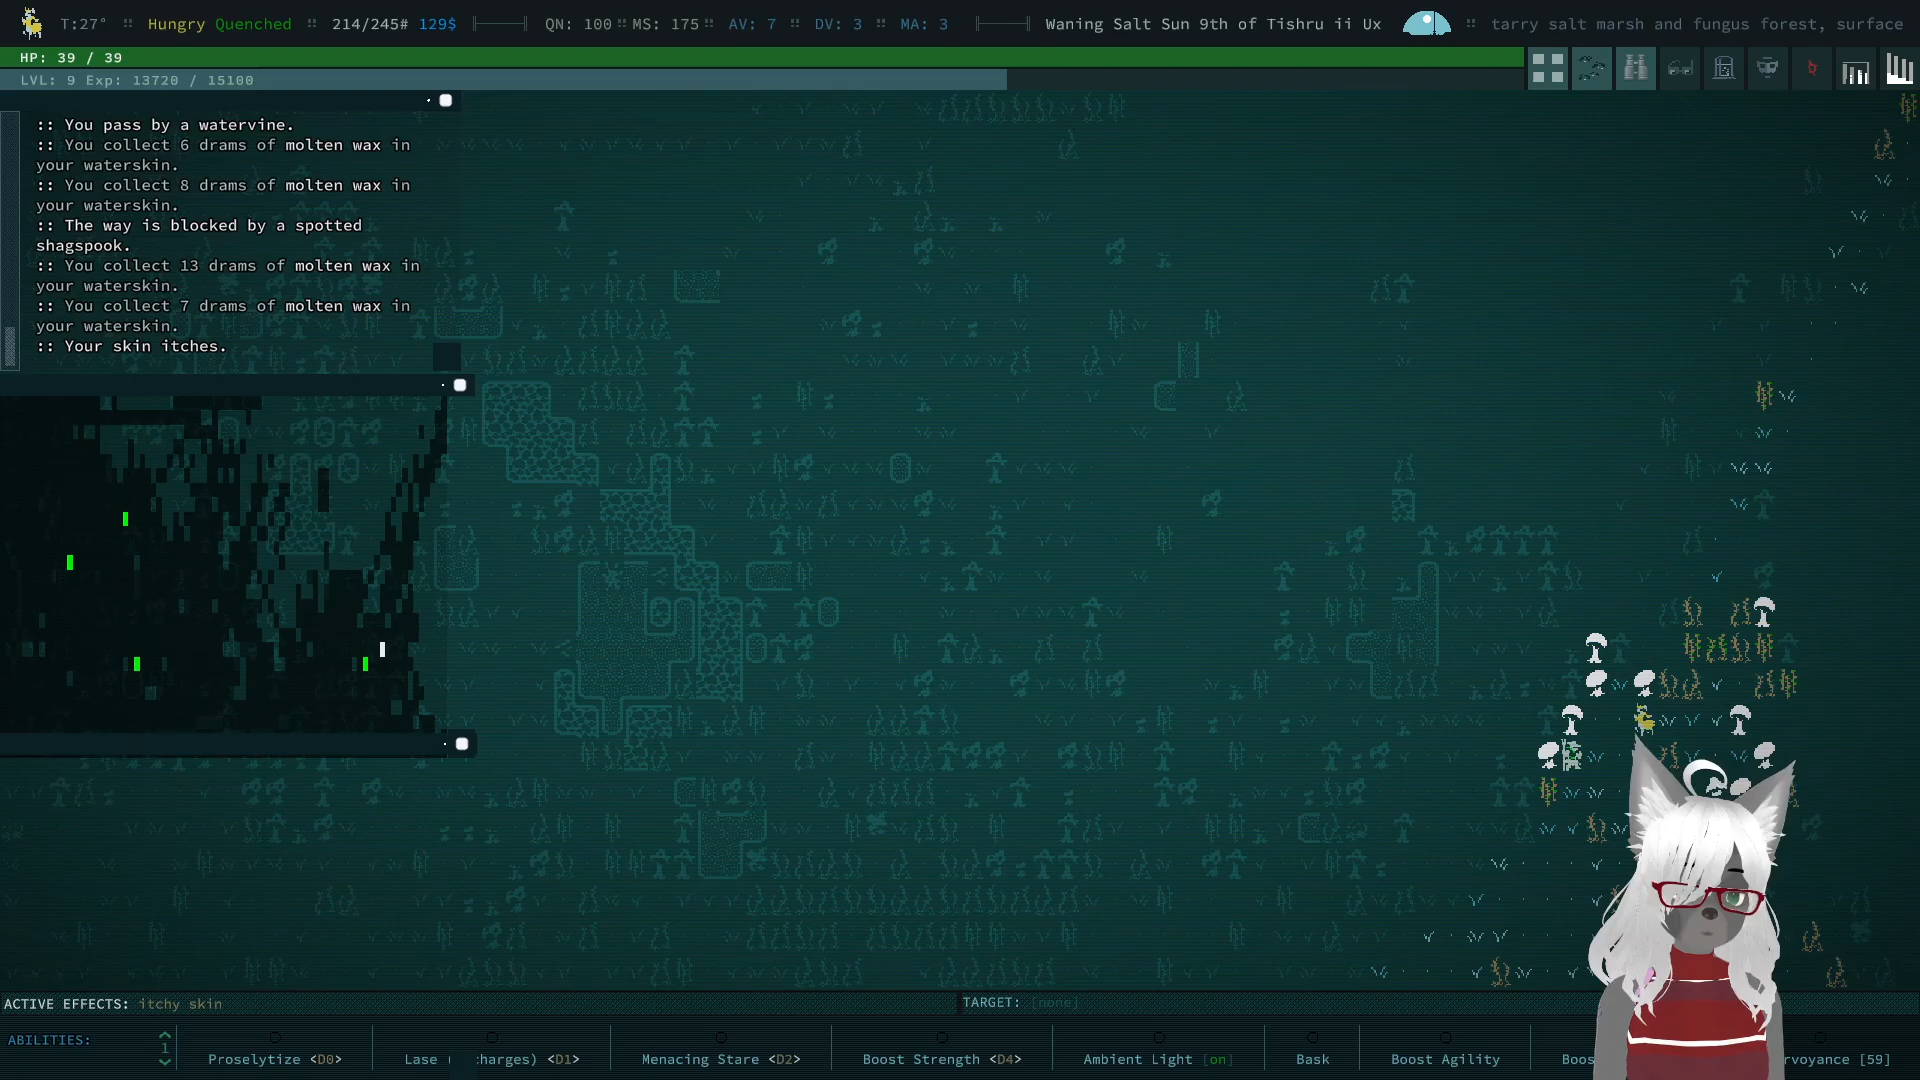 T:27° Hungry Quenched 214/245# 129$ QN: 100 MS: 175 AV: 7 DV: 3 MA: 3 Waning Salt Sun 9th of Tishru ii Ux tarry salt marsh and fungus forest, surface
HP: 39 / 39
LVL: 9 Exp: 13720 / 15100
:: You pass by a watervine.
:: You collect 6 drams of molten wax in
your waterskin.
:: You collect 8 drams of molten wax in
your waterskin.
:: The way is blocked by a spotted
shagspook.
:: You collect 13 drams of molten wax in
your waterskin.
:: You collect 7 drams of molten wax in
your waterskin.
:: Your skin itches.
ACTIVE EFFECTS: itchy skin TARGET: [none]
ABILITIES: 1 Proselytize <D0> Lase ( harges) <D1> Menacing Stare <D2> Boost Strength <D4> Ambient Light [on] Bask Boost Agility Boos rvoyance [59]